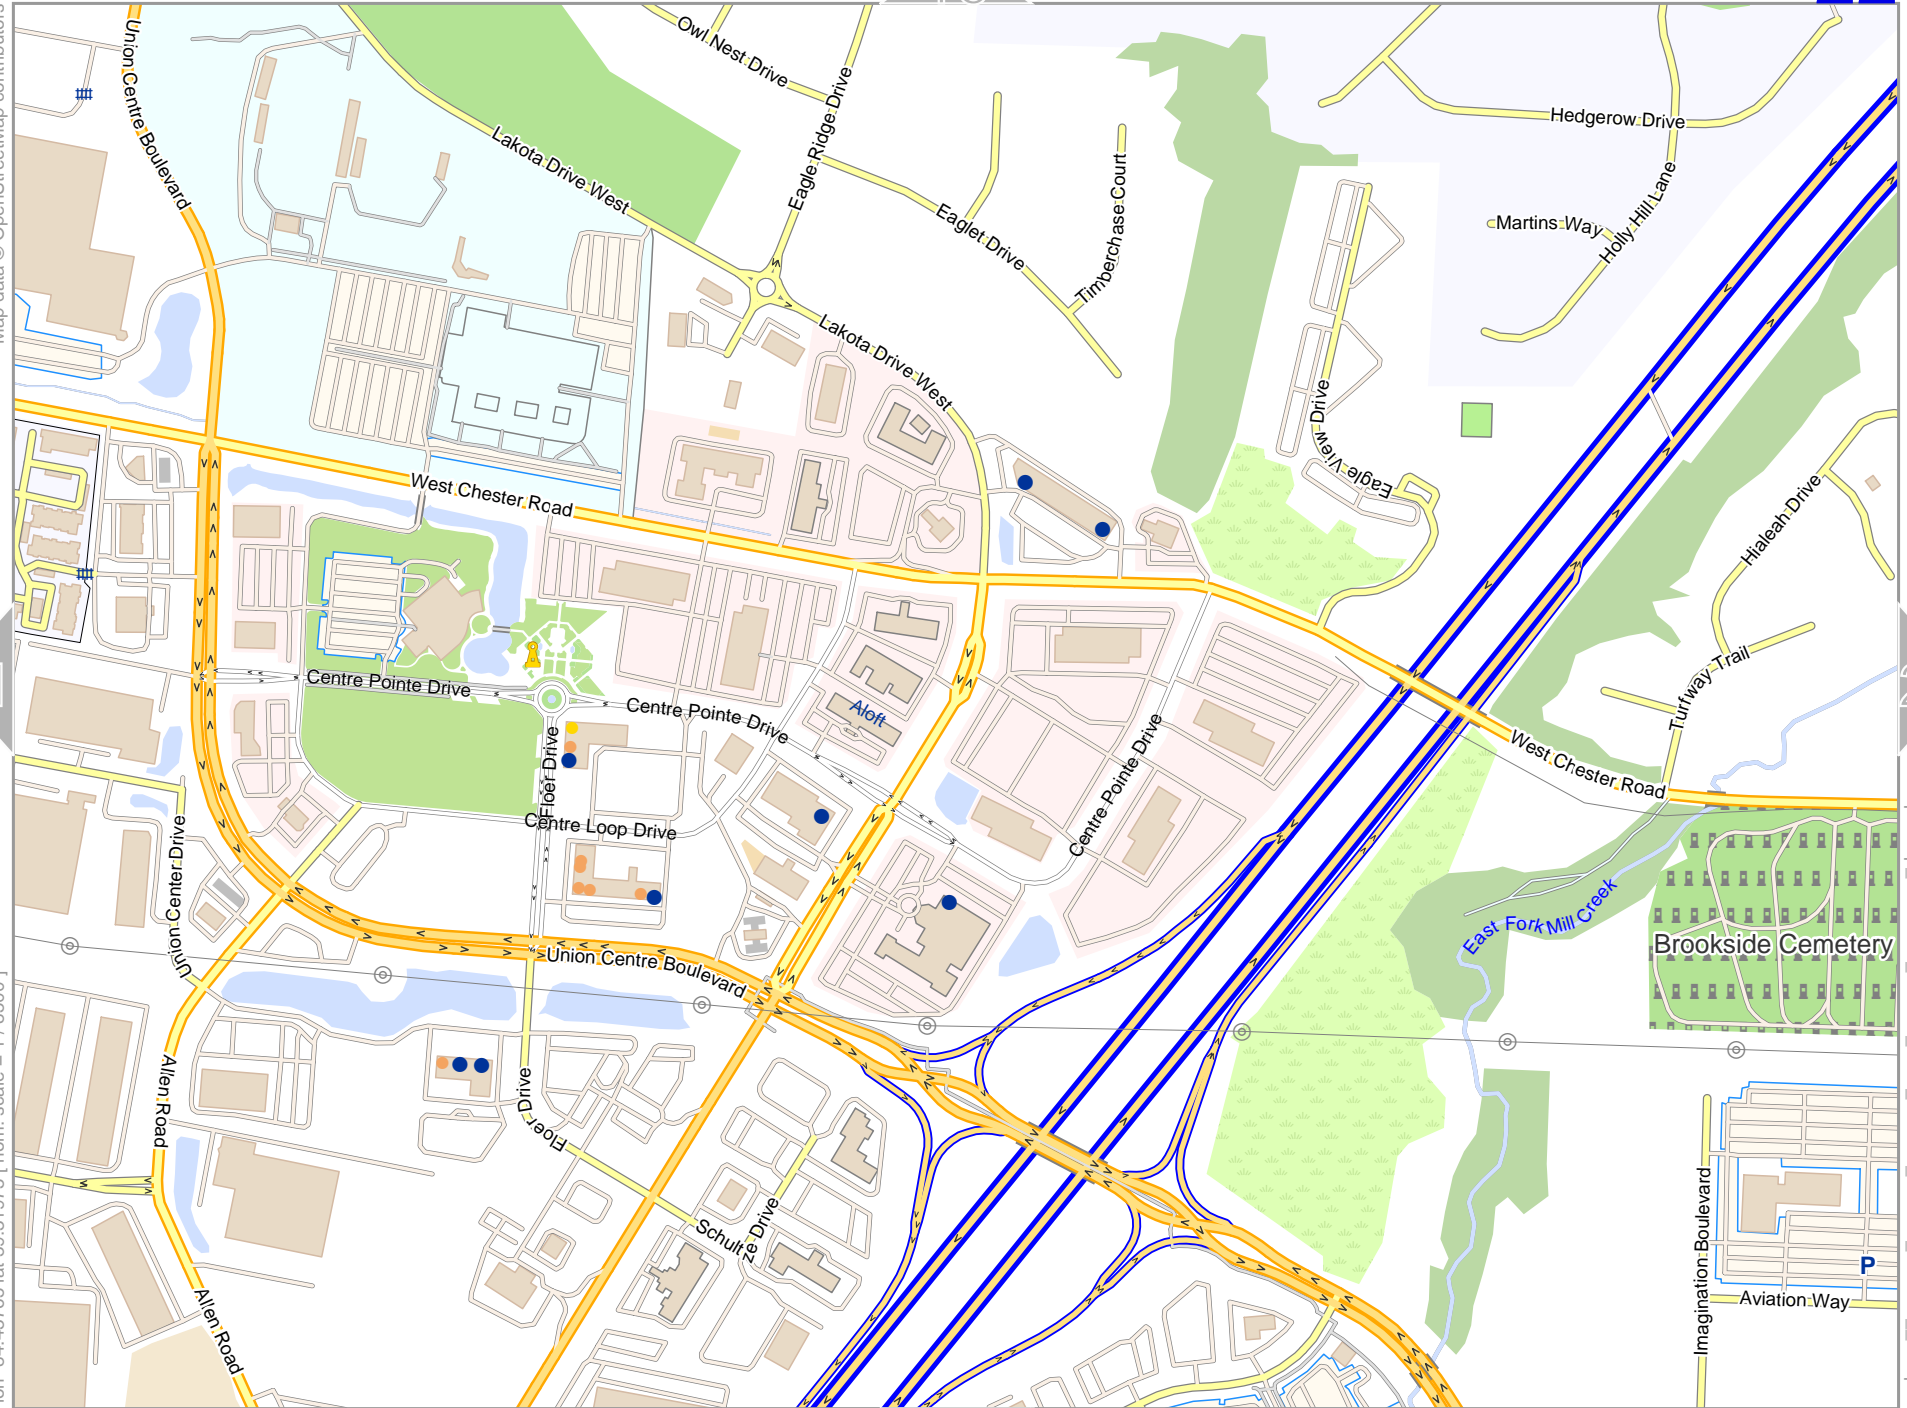 Owl Nest Drive
Union Centre Boulevard
Eagle Ridge Drive
Hedgerow Drive
Lakota Drive West
Timberchase Court
Eaglet Drive
Holly Hill Lane
Martins Way
Lakota Drive West
Eagle View Drive
West Chester Road
Hialeah Drive
Centre Pointe Drive
Turfway Trail
Centre Pointe Drive
Aloft
Floer Drive
Centre Pointe Drive
West Chester Road
Centre Loop Drive
Union Center Drive
East Fork Mill Creek
Brookside Cemetery
Union Centre Boulevard
Allen Road
Floer Drive
Imagination Boulevard
Schultze Drive
P
Aviation Way
Allen Road